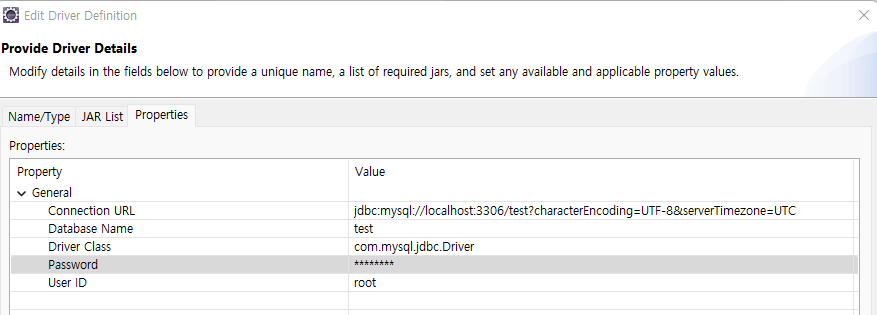 Edit Driver Definition
Provide Driver Details
Modify details in the fields below to provide a unique name, a list of required jars, and set any available and applicable property values.
Name/Type JAR List Properties
Properties:
Property Value
General
Connection URL jdbc:mysql://localhost:3306/test?characterEncoding=UTF-8&serverTimezone=UTC
Database Name test
Driver Class com.mysql.jdbc.Driver
Password ********
User ID root